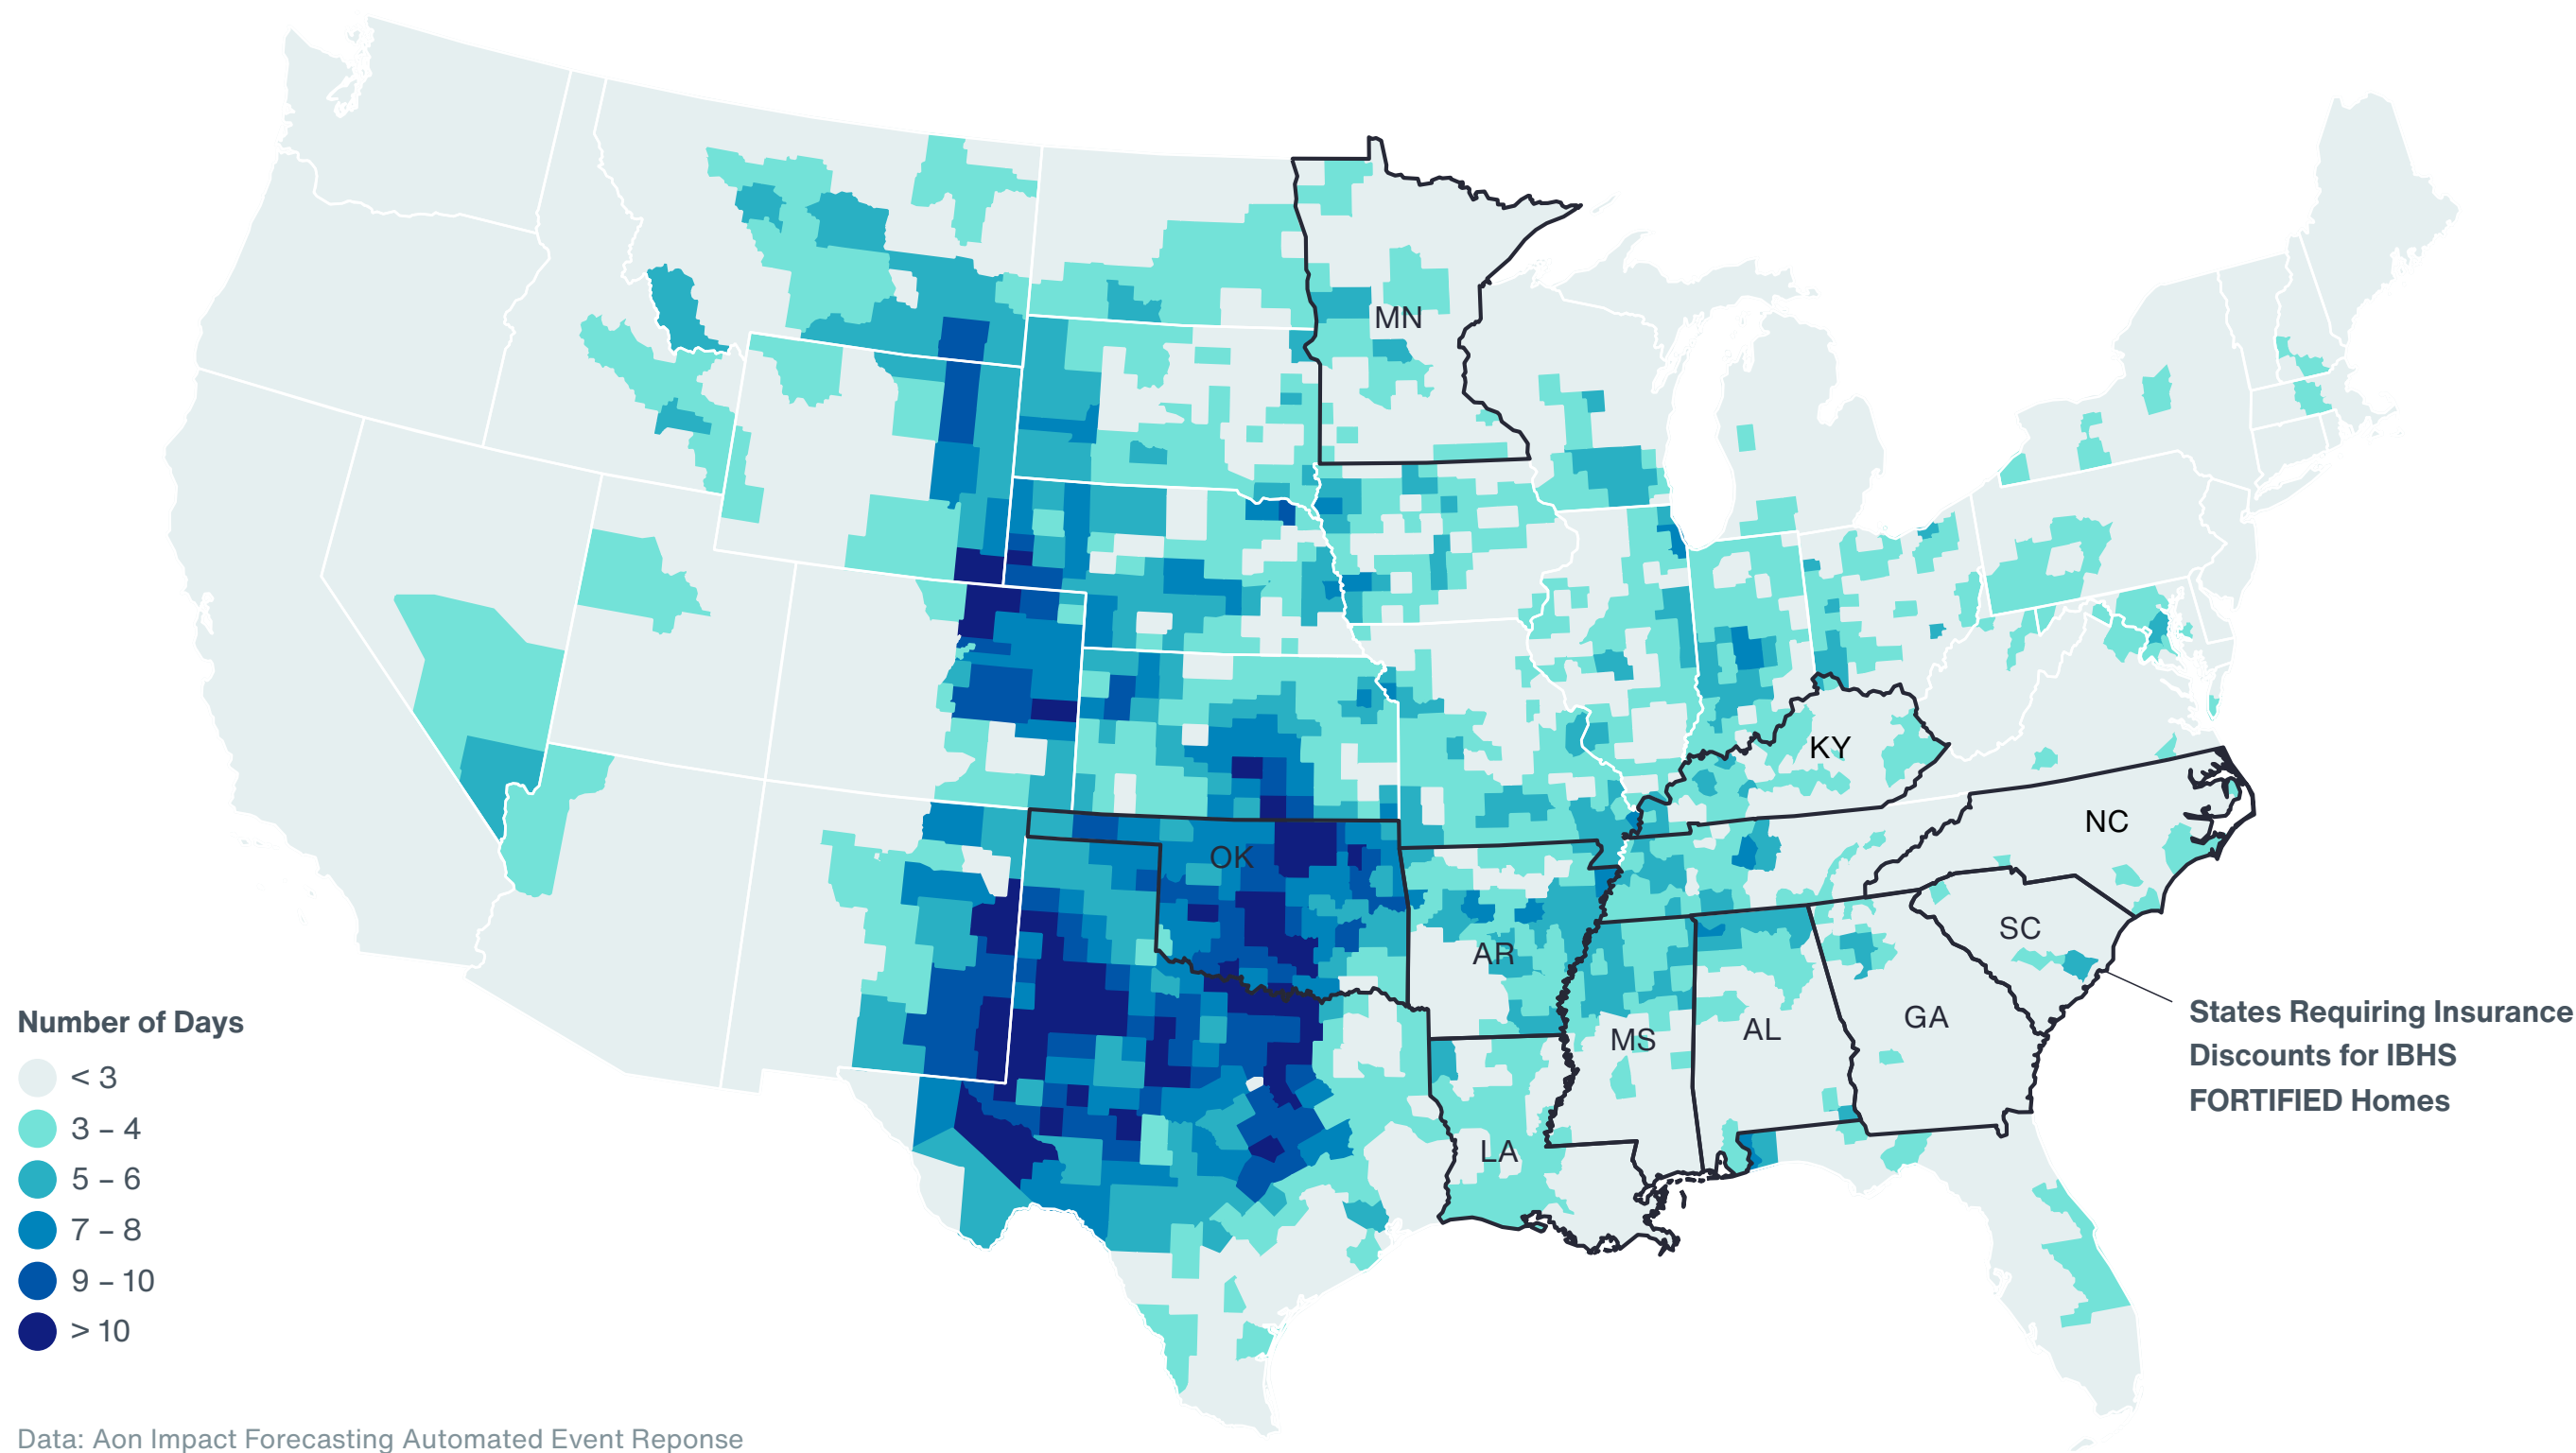 MN
KY
NC
OK
SC
AR
GA
AL
MS
LA
States Requiring Insurance
Discounts for IBHS
FORTIFIED Homes
Number of Days
< 3
3 – 4
5 – 6
7 – 8
9 – 10
> 10
Data: Aon Impact Forecasting Automated Event Reponse